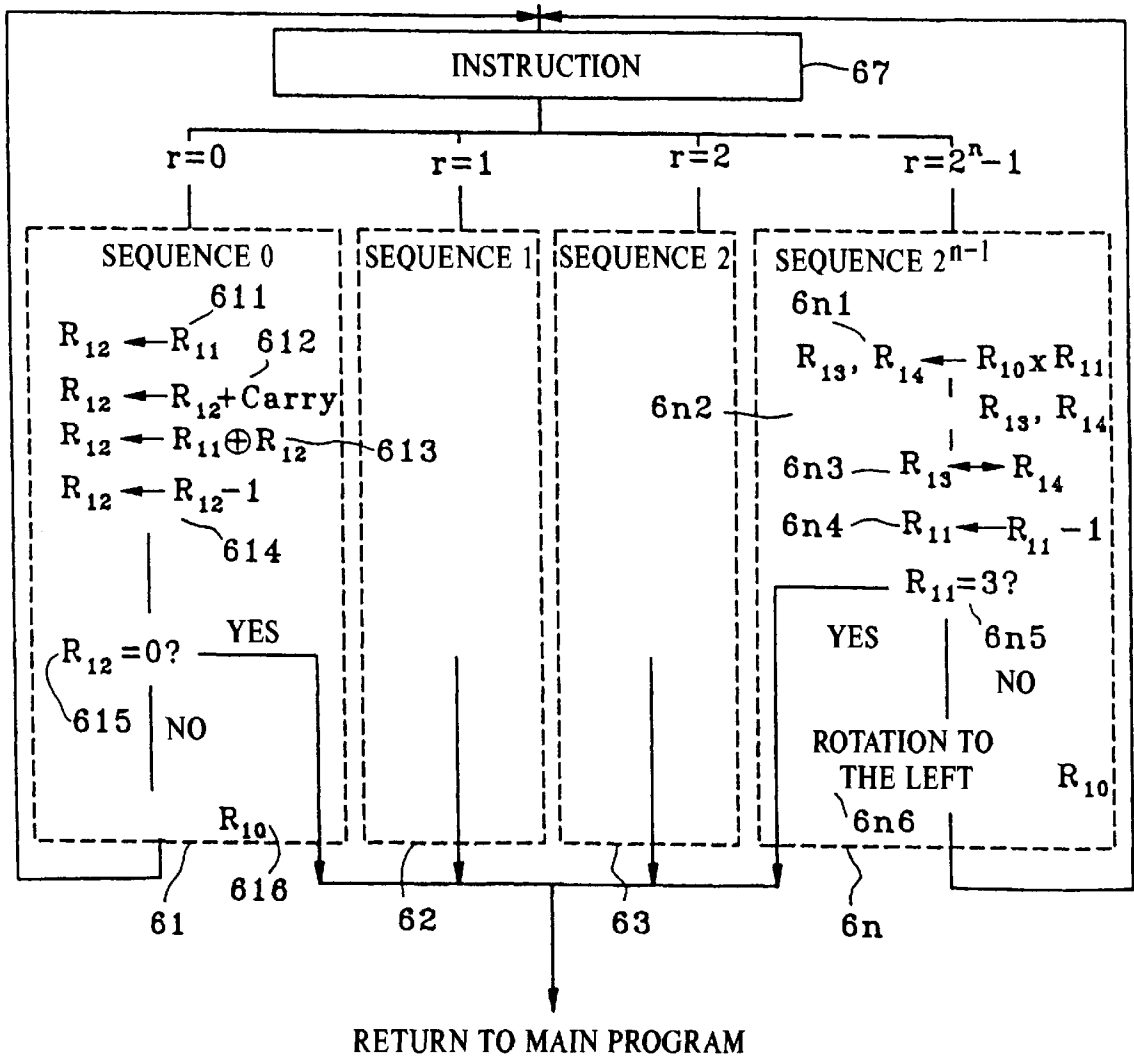 INSTRUCTION
67
r=0
r=1
r=2
r=2ⁿ-1
SEQUENCE 0
611
R₁₂ ← R₁₁
612
R₁₂ ← R₁₂+Carry
R₁₂ ← R₁₁⊕R₁₂
613
R₁₂ ← R₁₂-1
614
R₁₂=0?
YES
615
NO
R₁₀
616
61
SEQUENCE 1
62
SEQUENCE 2
63
SEQUENCE 2ⁿ⁻¹
6n1
R₁₃, R₁₄ ← R₁₀xR₁₁
6n2
R₁₃, R₁₄
6n3
R₁₃ ↔ R₁₄
6n4
R₁₁ ← R₁₁-1
R₁₁=3?
YES
6n5
NO
ROTATION TO
THE LEFT
R₁₀
6n6
6n
RETURN TO MAIN PROGRAM